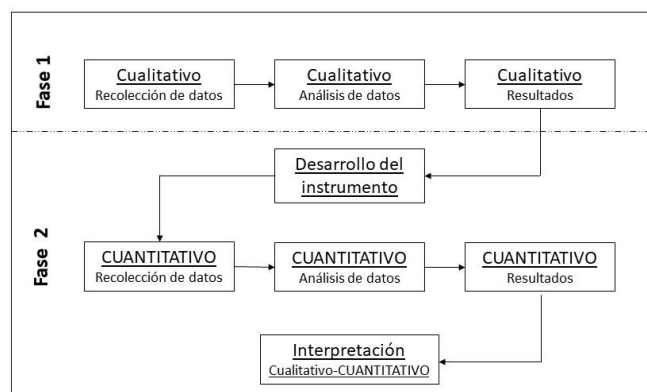 Fase 1
Cualitativo
Recolección de datos
Cualitativo
Análisis de datos
Cualitativo
Resultados
Fase 2
Desarrollo del
instrumento
CUANTITATIVO
Recolección de datos
CUANTITATIVO
Análisis de datos
CUANTITATIVO
Resultados
Interpretación
Cualitativo-CUANTITATIVO